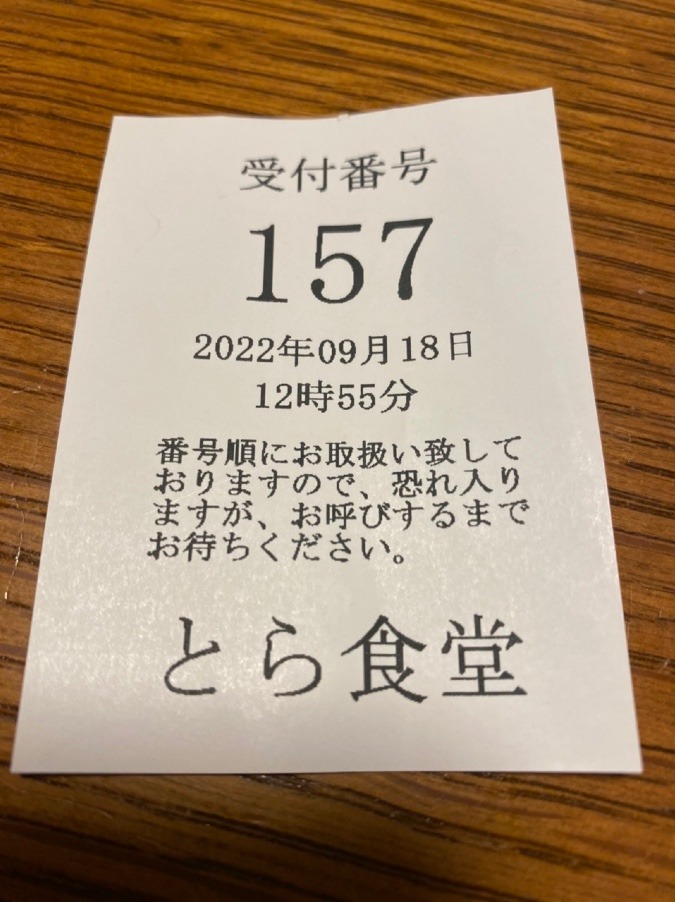 受付番号
157
2022年09月18日
12時55分
番号順にお取扱い致して
おりますので、恐れ入り
ますが、お呼びするまで
お待ちください。
とら食堂